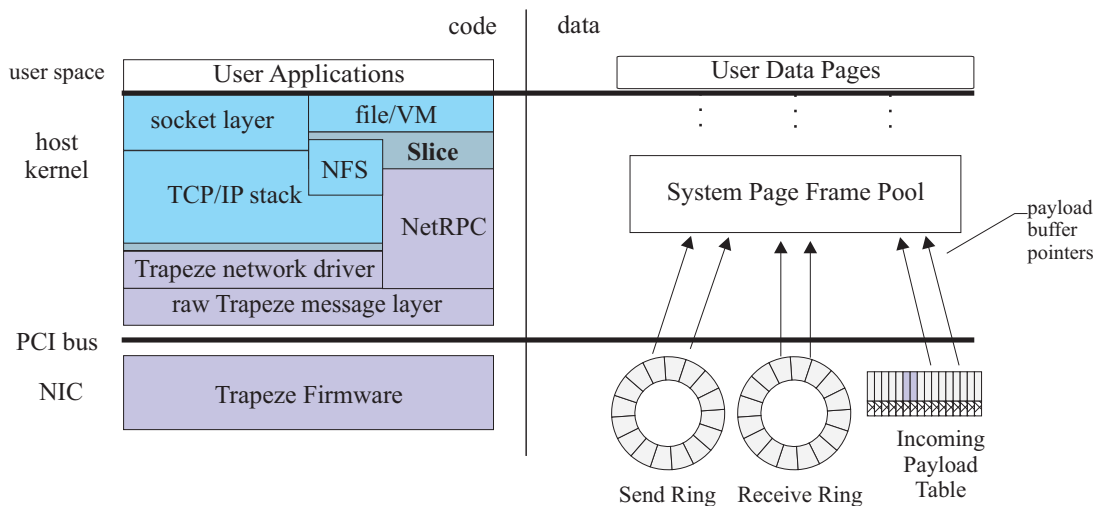 code
data
user space
User Applications
User Data Pages
socket layer
file/VM
host
kernel
Slice
NFS
TCP/IP stack
System Page Frame Pool
NetRPC
payload
buffer
pointers
Trapeze network driver
raw Trapeze message layer
PCI bus
NIC
Trapeze Firmware
Incoming
Payload
Table
Send Ring
Receive Ring